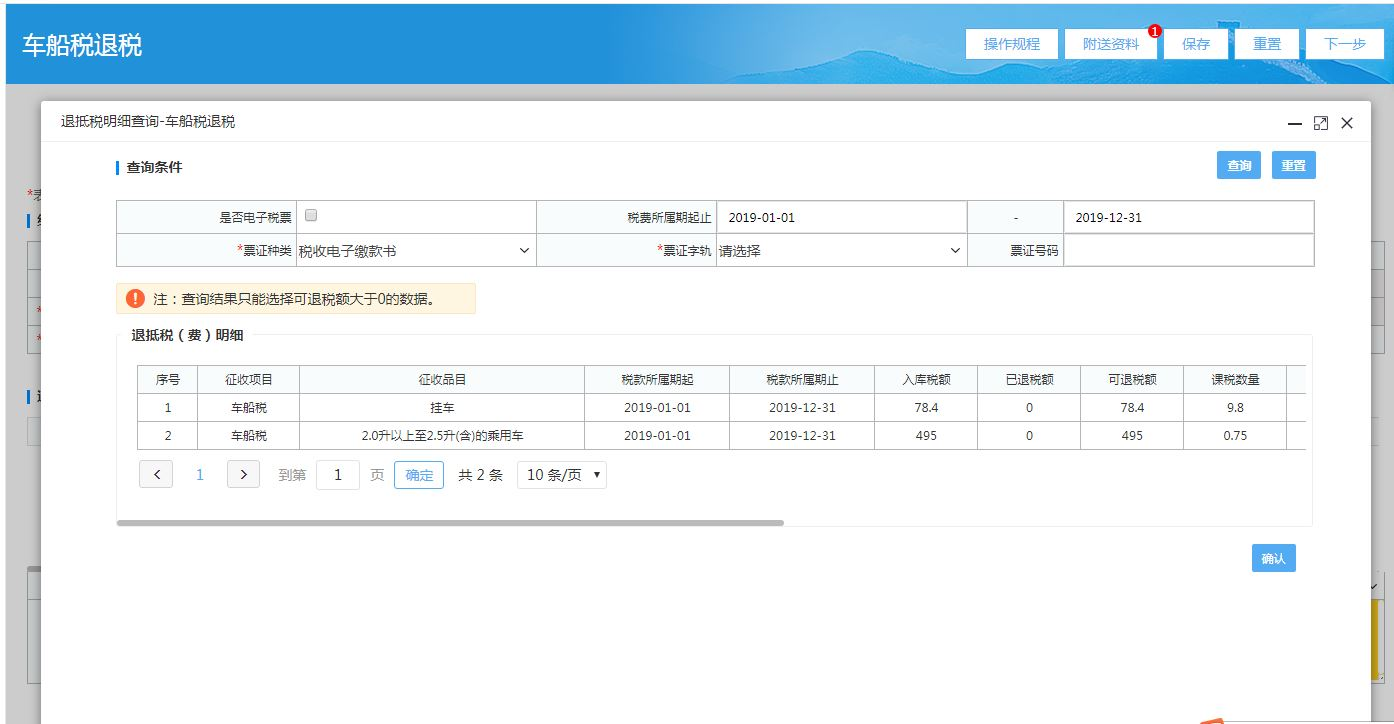 车船税退税
操作规程 附送资料 1 保存 重置 下一步
退抵税明细查询-车船税退税
查询条件 查询 重置
是否电子税票 税费所属期起止 2019-01-01 - 2019-12-31
*票证种类 税收电子缴款书 *票证字轨 请选择 票证号码
注：查询结果只能选择可退税额大于0的数据。
退抵税（费）明细
序号 征收项目 征收品目 税款所属期起 税款所属期止 入库税额 已退税额 可退税额 课税数量
1 车船税 挂车 2019-01-01 2019-12-31 78.4 0 78.4 9.8
2 车船税 2.0升以上至2.5升(含)的乘用车 2019-01-01 2019-12-31 495 0 495 0.75
1 到第 1 页 确定 共 2 条 10 条/页
确认